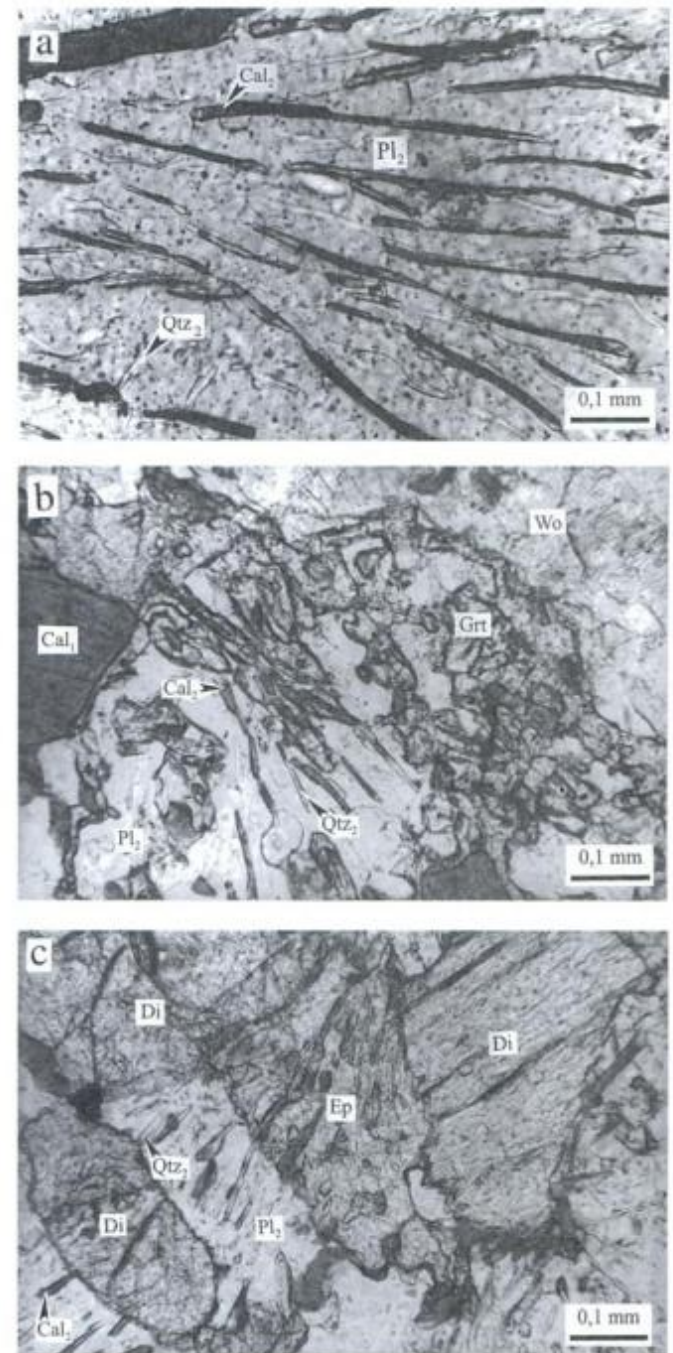 a
Cal₂
Pl₂
Qtz₂
0,1 mm
b
Wo
Cal₁
Grt
Cal₂
Qtz₂
Pl₂
0,1 mm
c
Di
Di
Ep
Qtz₂
Di
Pl₂
Cal₂
0,1 mm